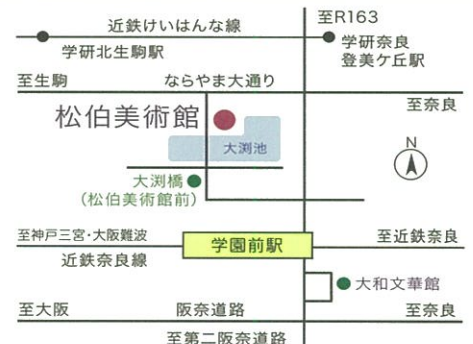 至R163
近鉄けいはんな線
学研北生駒駅
学研奈良
登美ケ丘駅
至生駒
ならやま大通り
至奈良
松伯美術館
大渕池
N
大渕橋
(松伯美術館前)
至神戸三宮・大阪難波
学園前駅
至近鉄奈良
近鉄奈良線
大和文華館
至大阪
阪奈道路
至奈良
至第二阪奈道路